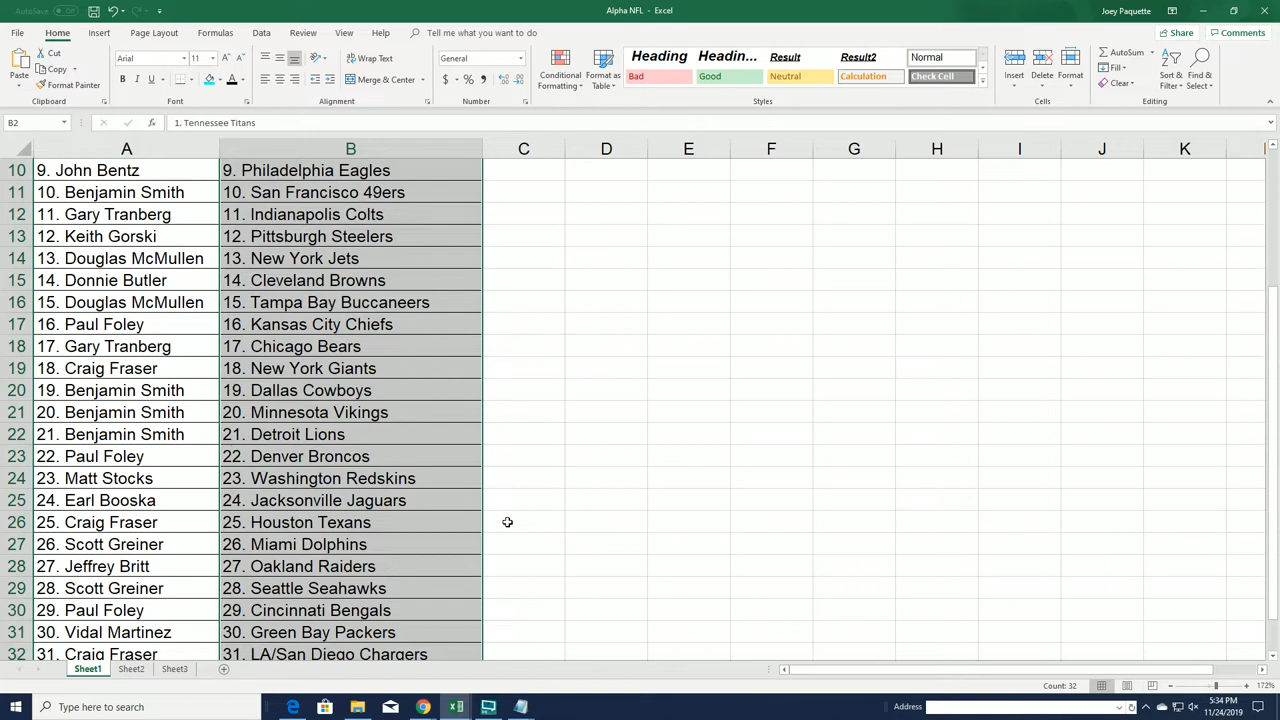 AutoSave Off
Alpha NFL - Excel
Joey Paquette
File Home Insert Page Layout Formulas Data Review View Help Tell me what you want to do Share Comments
Paste Cut Copy Format Painter Clipboard
Arial 11 B I U A Font
Wrap Text Merge & Center Alignment
General $ % Number
Conditional Formatting Format as Table
Heading Headin... Result Result2 Normal
Bad Good Neutral Calculation Check Cell
Styles
Insert Delete Format Cells
AutoSum Fill Clear Sort & Filter Find & Select Editing
B2 fx 1. Tennessee Titans
A B C D E F G H I J K
10 9. John Bentz 9. Philadelphia Eagles
11 10. Benjamin Smith 10. San Francisco 49ers
12 11. Gary Tranberg 11. Indianapolis Colts
13 12. Keith Gorski 12. Pittsburgh Steelers
14 13. Douglas McMullen 13. New York Jets
15 14. Donnie Butler 14. Cleveland Browns
16 15. Douglas McMullen 15. Tampa Bay Buccaneers
17 16. Paul Foley 16. Kansas City Chiefs
18 17. Gary Tranberg 17. Chicago Bears
19 18. Craig Fraser 18. New York Giants
20 19. Benjamin Smith 19. Dallas Cowboys
21 20. Benjamin Smith 20. Minnesota Vikings
22 21. Benjamin Smith 21. Detroit Lions
23 22. Paul Foley 22. Denver Broncos
24 23. Matt Stocks 23. Washington Redskins
25 24. Earl Booska 24. Jacksonville Jaguars
26 25. Craig Fraser 25. Houston Texans
27 26. Scott Greiner 26. Miami Dolphins
28 27. Jeffrey Britt 27. Oakland Raiders
29 28. Scott Greiner 28. Seattle Seahawks
30 29. Paul Foley 29. Cincinnati Bengals
31 30. Vidal Martinez 30. Green Bay Packers
32 31. Craig Fraser 31. LA/San Diego Chargers
Sheet1 Sheet2 Sheet3
Count: 32 172%
Type here to search Address 5:34 PM
11/24/2019